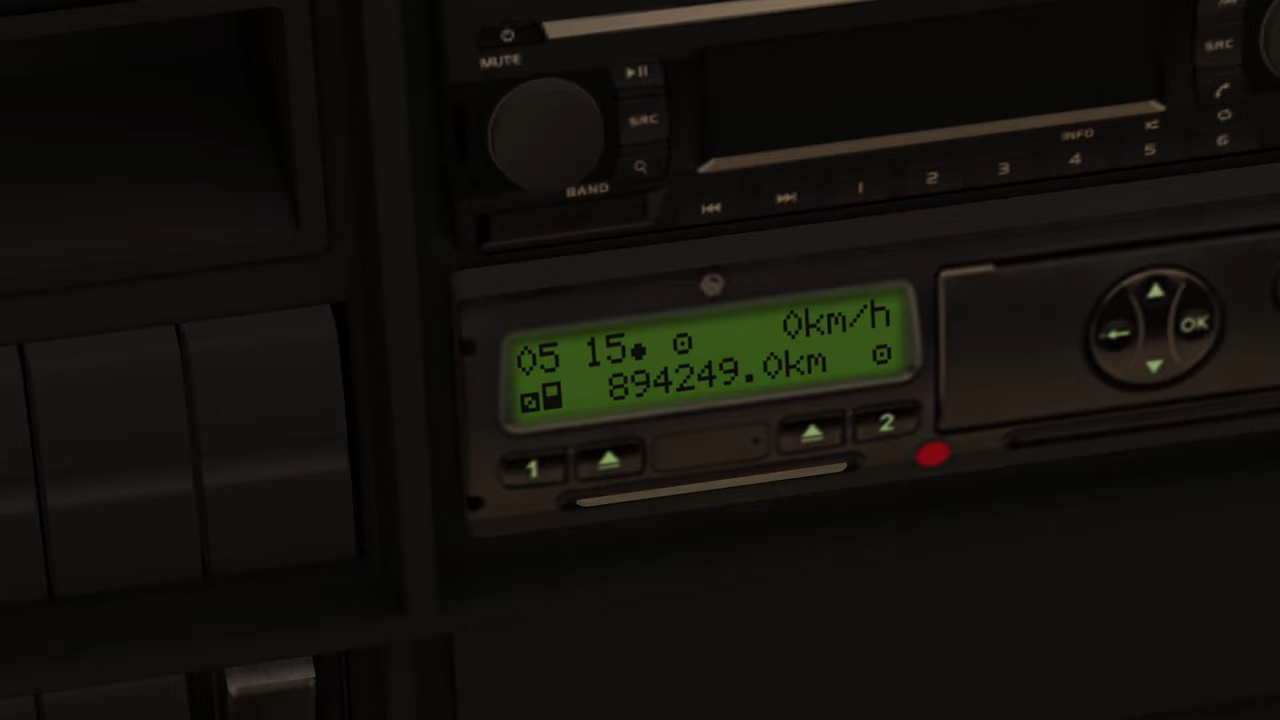 MUTE
SRC
BAND
SRC
INFO
1 2 3 4 5 6
05 15 0km/h
894249.0km
1
2
OK